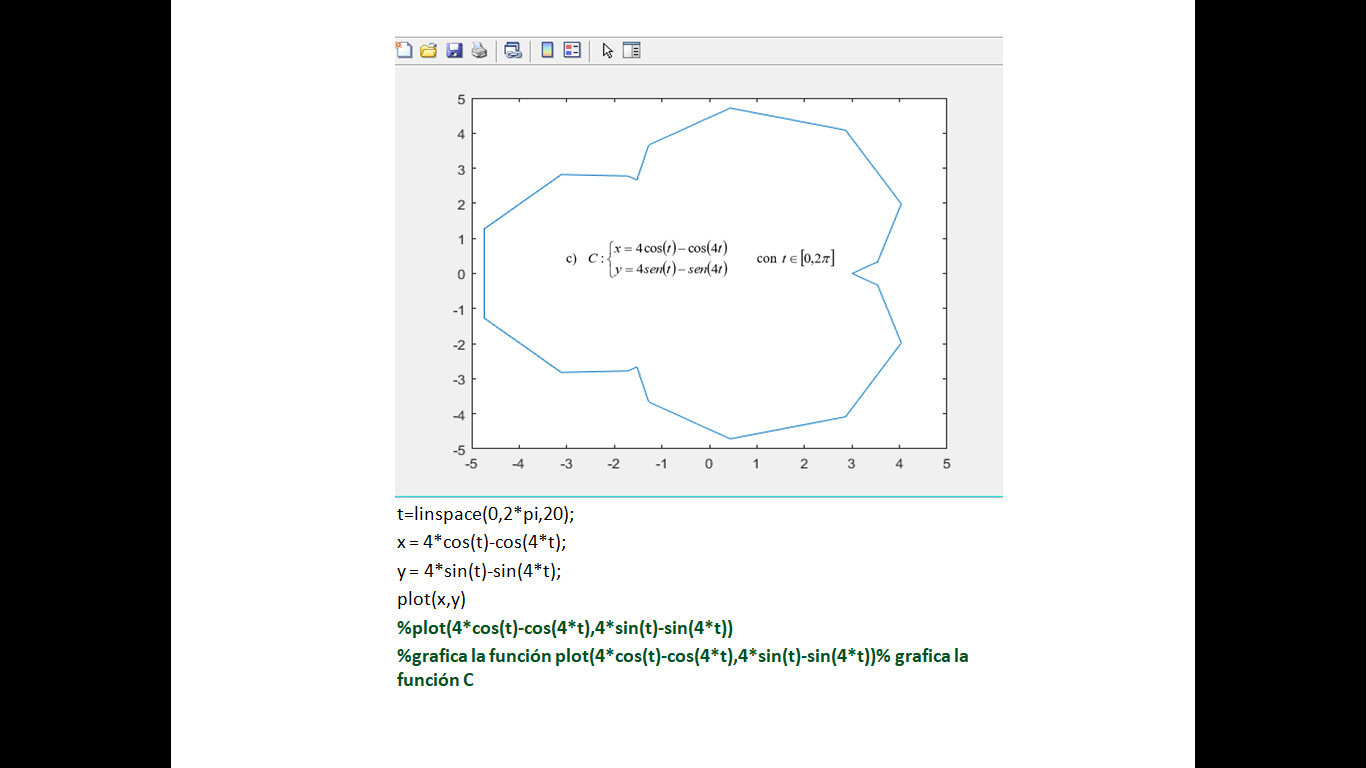 5
4
3
2
1
0
-1
-2
-3
-4
-5
c) C: { x = 4cos(t) – cos(4t)
y = 4sen(t) – sen(4t)
con t ∈ [0,2π]
-5 -4 -3 -2 -1 0 1 2 3 4 5
t=linspace(0,2*pi,20);
x = 4*cos(t)-cos(4*t);
y = 4*sin(t)-sin(4*t);
plot(x,y)
%plot(4*cos(t)-cos(4*t),4*sin(t)-sin(4*t))
%grafica la función plot(4*cos(t)-cos(4*t),4*sin(t)-sin(4*t))% grafica la
función C